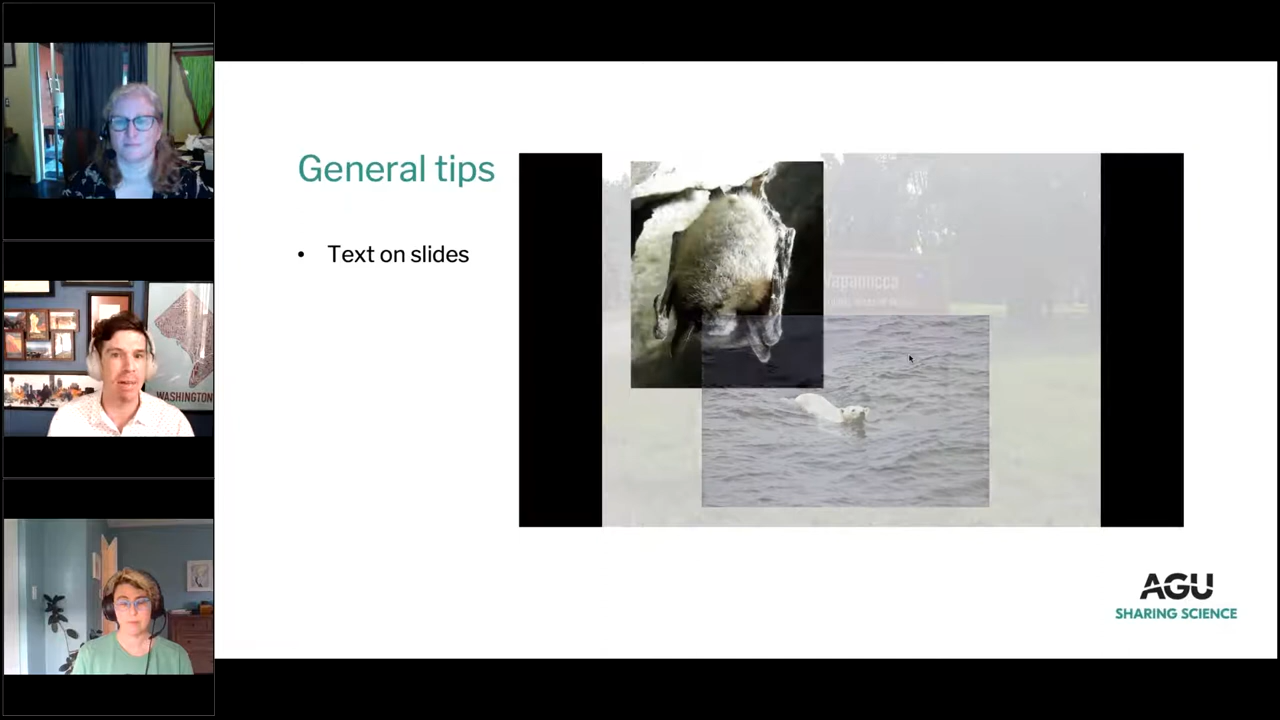 General tips
• Text on slides
WASHINGTON
AGU
SHARING SCIENCE